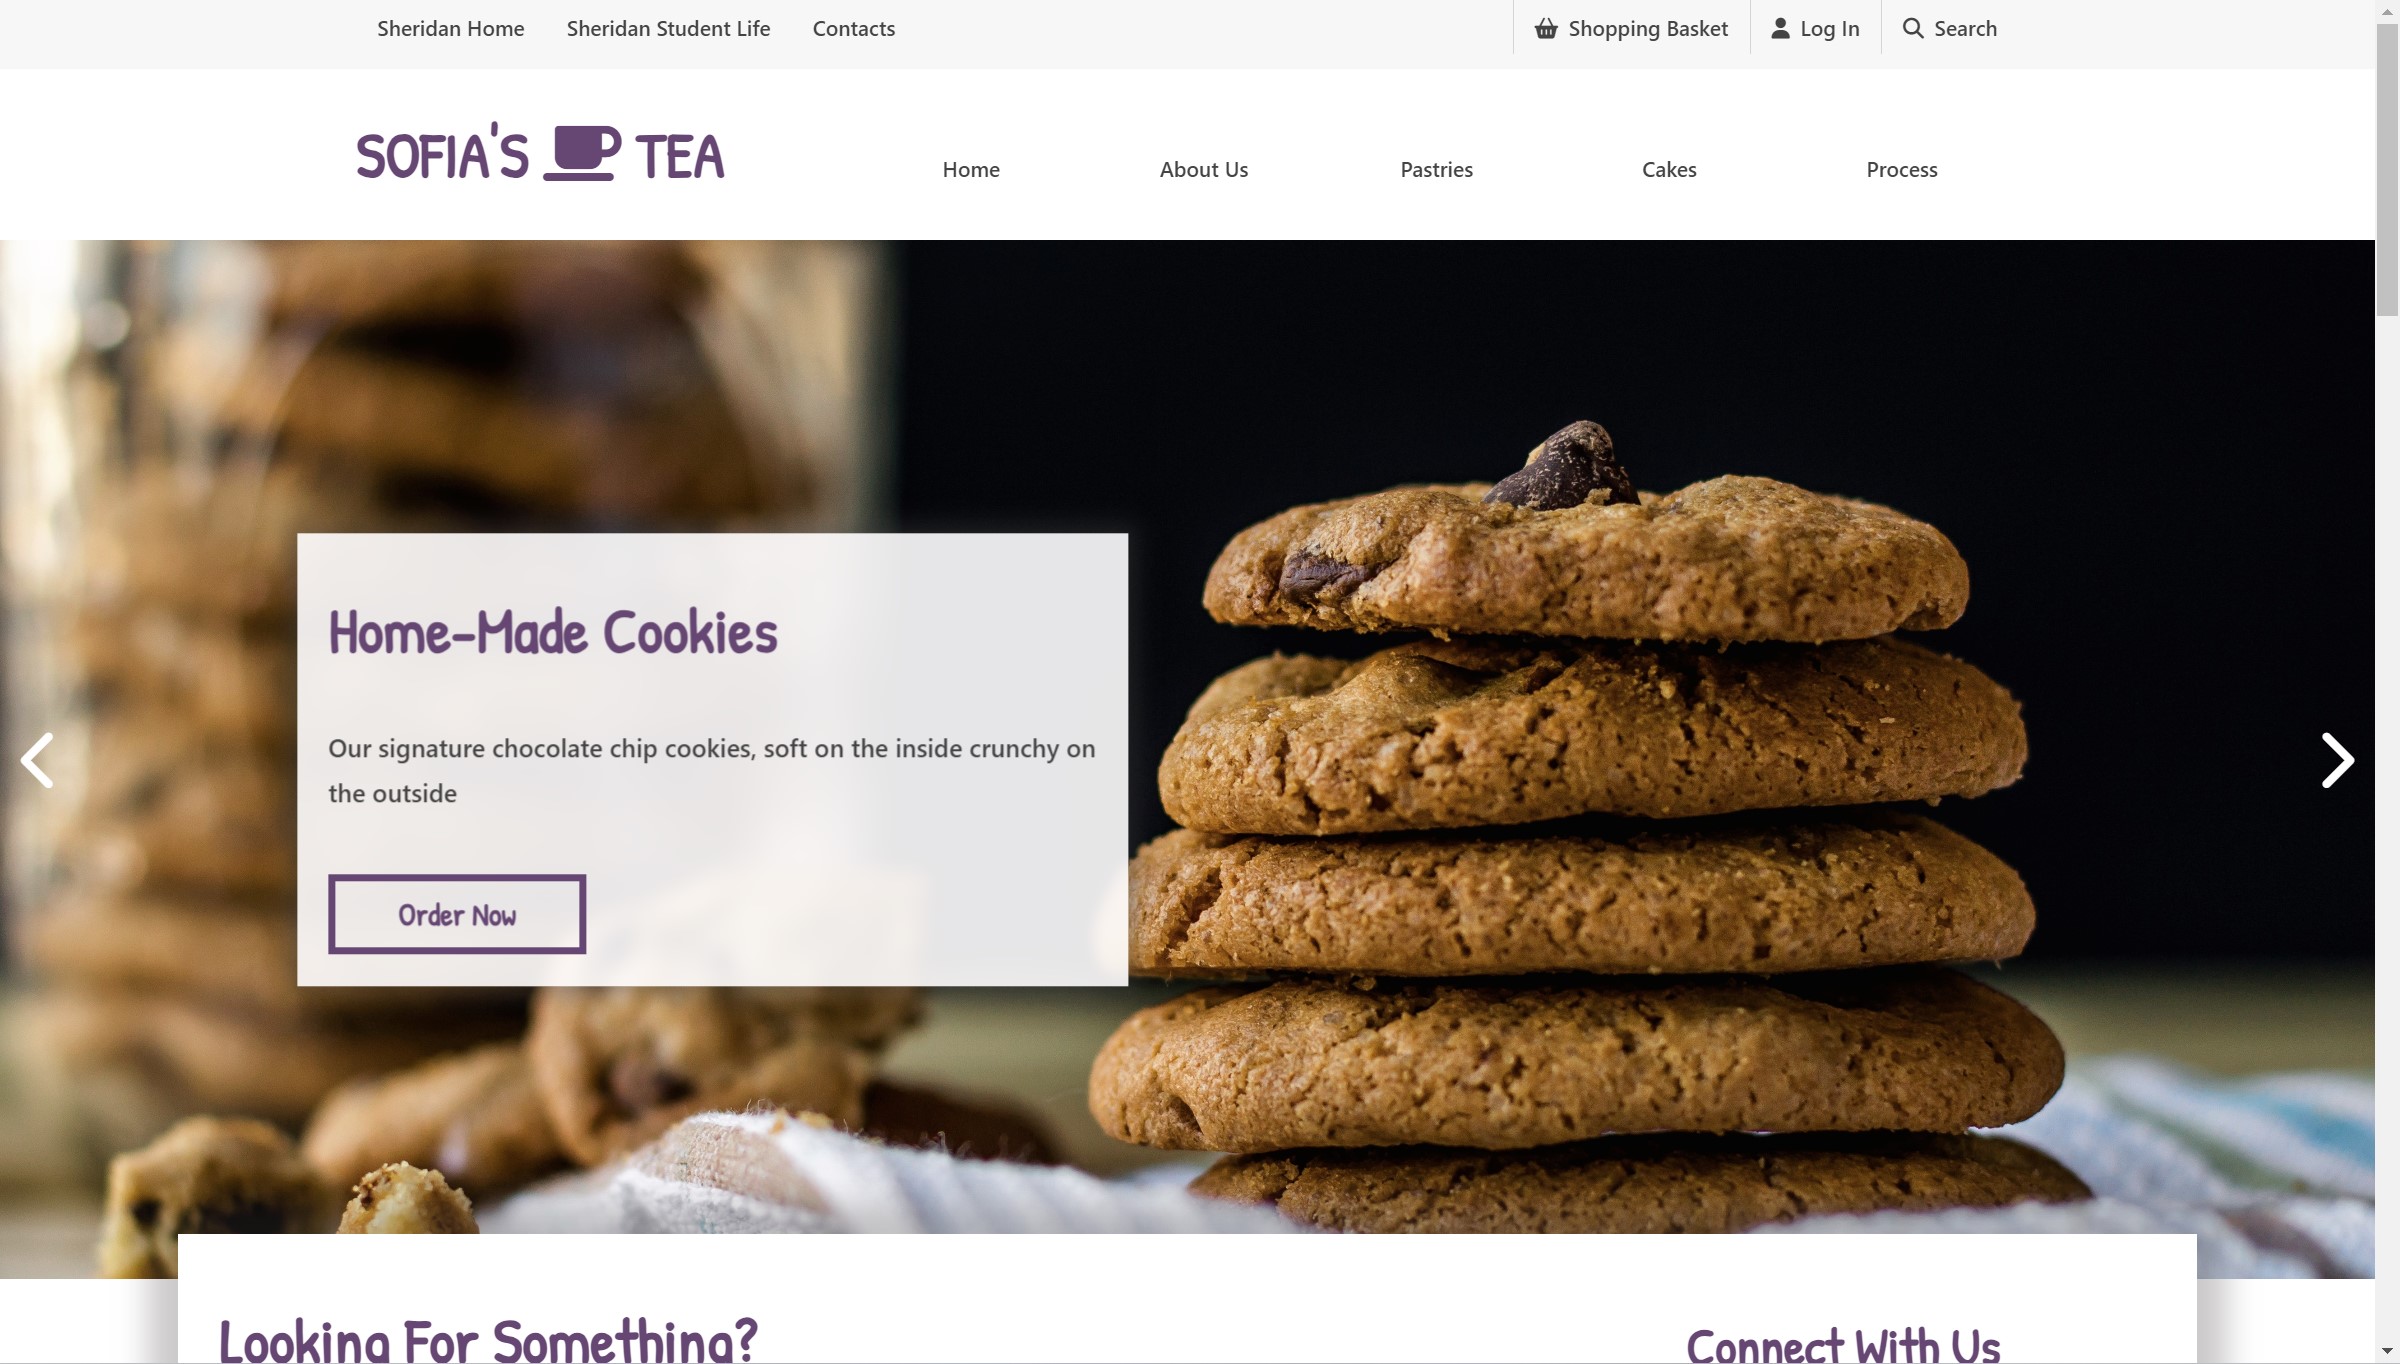 Sheridan Home Sheridan Student Life Contacts Shopping Basket Log In Search
SOFIA'S TEA
Home About Us Pastries Cakes Process
Home-Made Cookies
Our signature chocolate chip cookies, soft on the inside crunchy on
the outside
Order Now
Looking For Something? Connect With Us